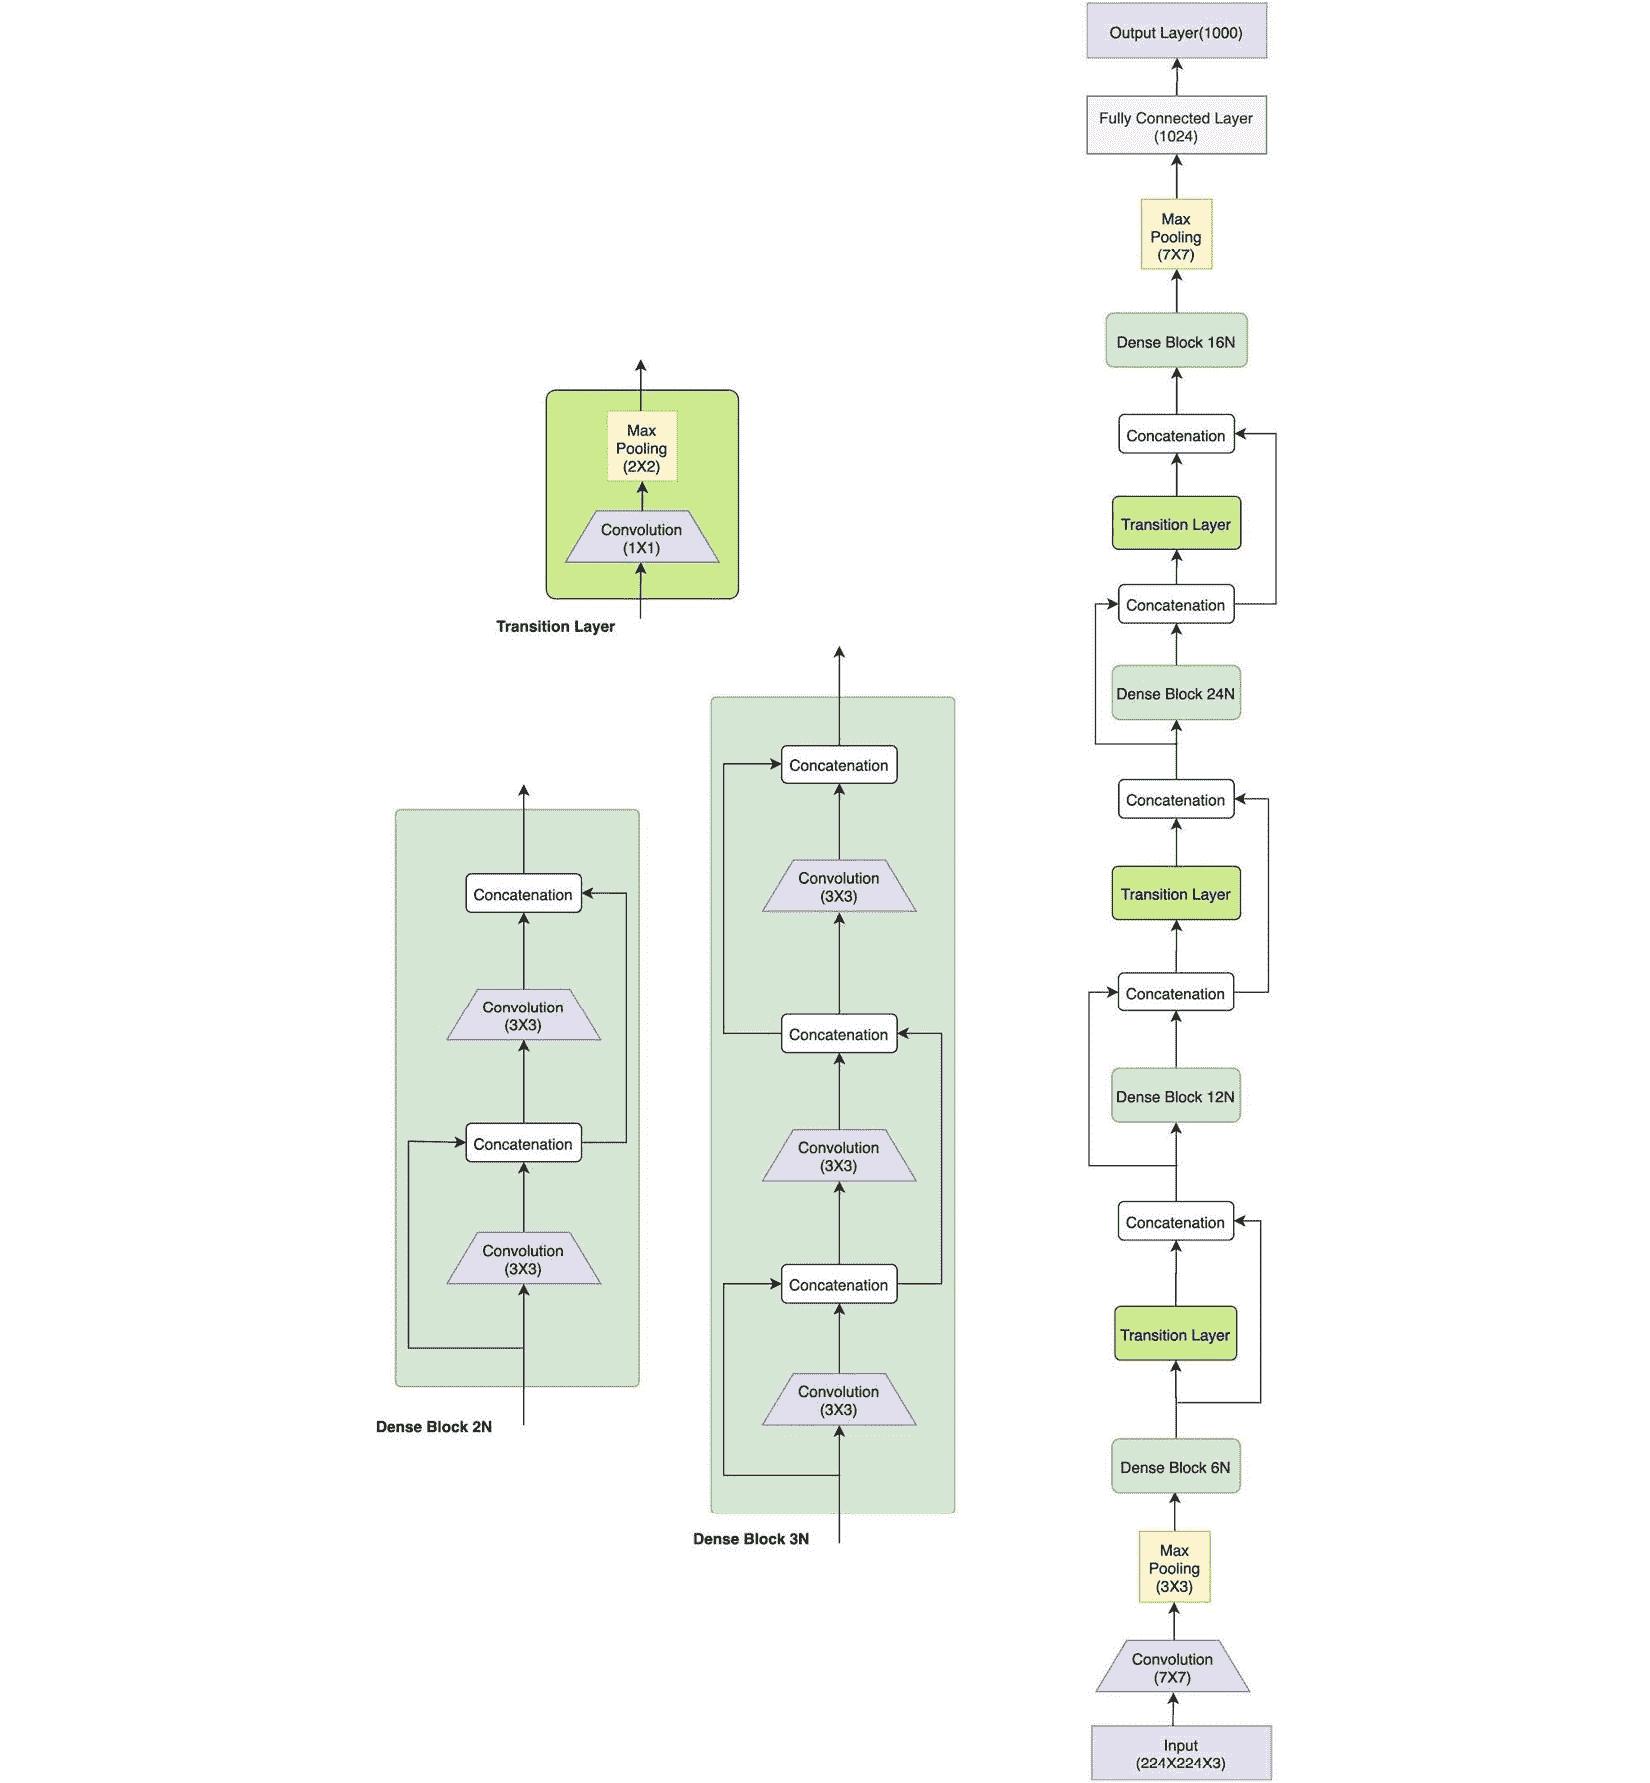 Output Layer(1000)
Fully Connected Layer
(1024)
Max
Pooling
(7X7)
Dense Block 16N
Concatenation
Transition Layer
Concatenation
Dense Block 24N
Concatenation
Transition Layer
Concatenation
Dense Block 12N
Concatenation
Transition Layer
Dense Block 6N
Max
Pooling
(3X3)
Convolution
(7X7)
Input
(224X224X3)
Max
Pooling
(2X2)
Convolution
(1X1)
Transition Layer
Concatenation
Convolution
(3X3)
Concatenation
Convolution
(3X3)
Dense Block 2N
Concatenation
Convolution
(3X3)
Concatenation
Convolution
(3X3)
Concatenation
Convolution
(3X3)
Dense Block 3N